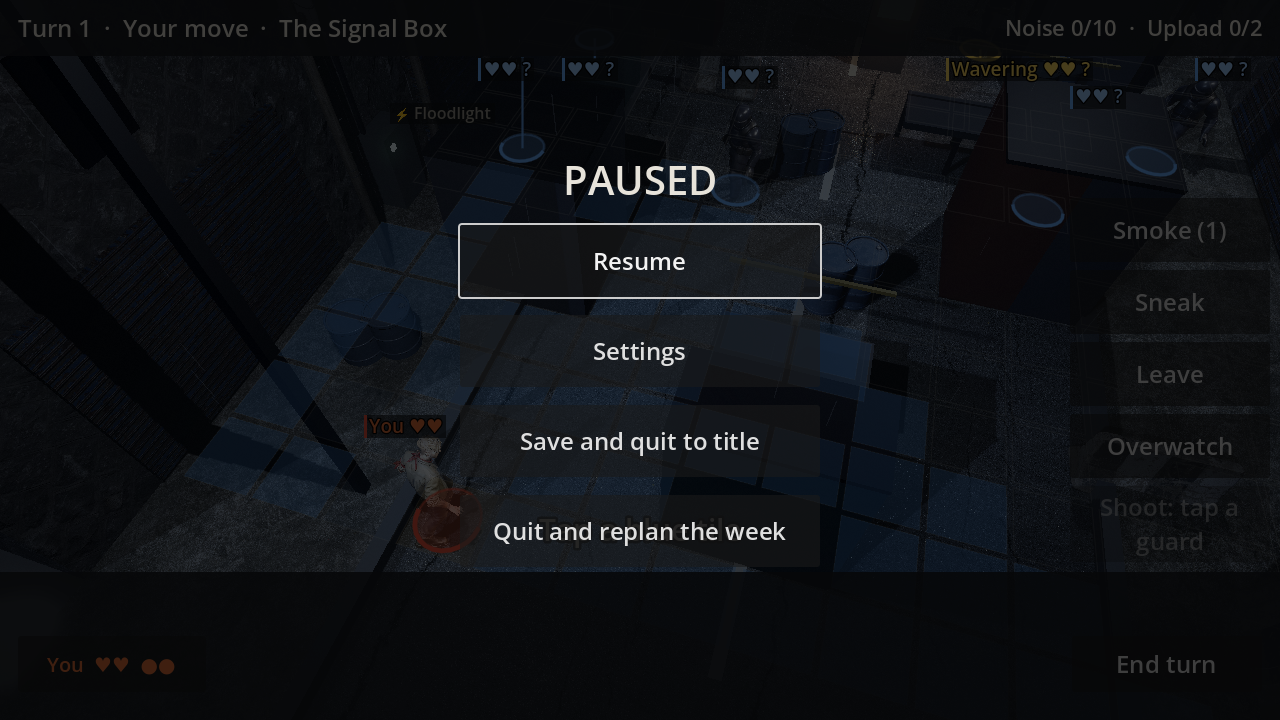 Turn 1 · Your move · The Signal Box
Noise 0/10 · Upload 0/2
♥♥ ?
♥♥ ?
♥♥ ?
Wavering ♥♥ ?
♥♥ ?
♥♥ ?
⚡ Floodlight
PAUSED
Resume
Settings
Save and quit to title
Quit and replan the week
Smoke (1)
Sneak
Leave
Overwatch
Shoot: tap a
guard
You ♥♥
You ♥♥ ●●
End turn